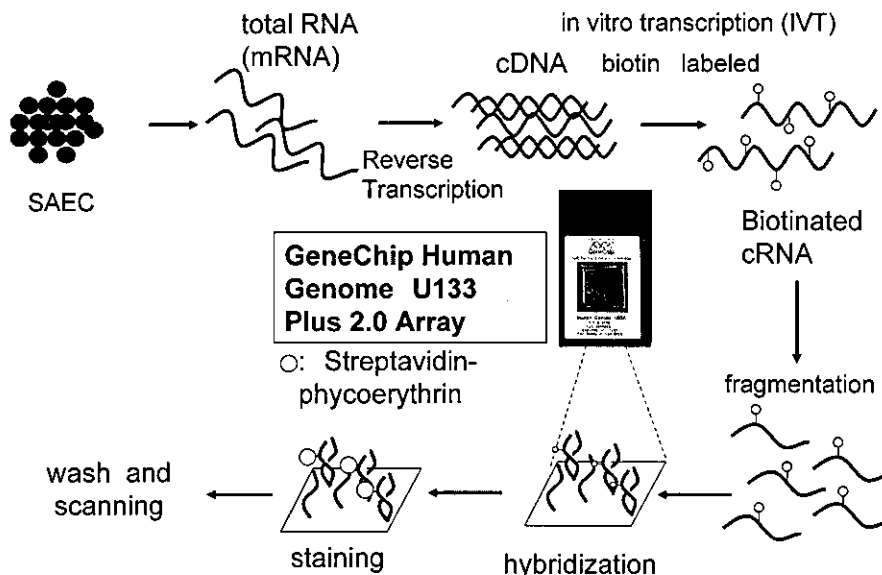 total RNA
(mRNA)
in vitro transcription (IVT)
cDNA biotin labeled
SAEC
Reverse
Transcription
Biotinated
cRNA
GeneChip Human
Genome U133
Plus 2.0 Array
○: Streptavidin-
phycoerythrin
fragmentation
wash and
scanning
staining
hybridization